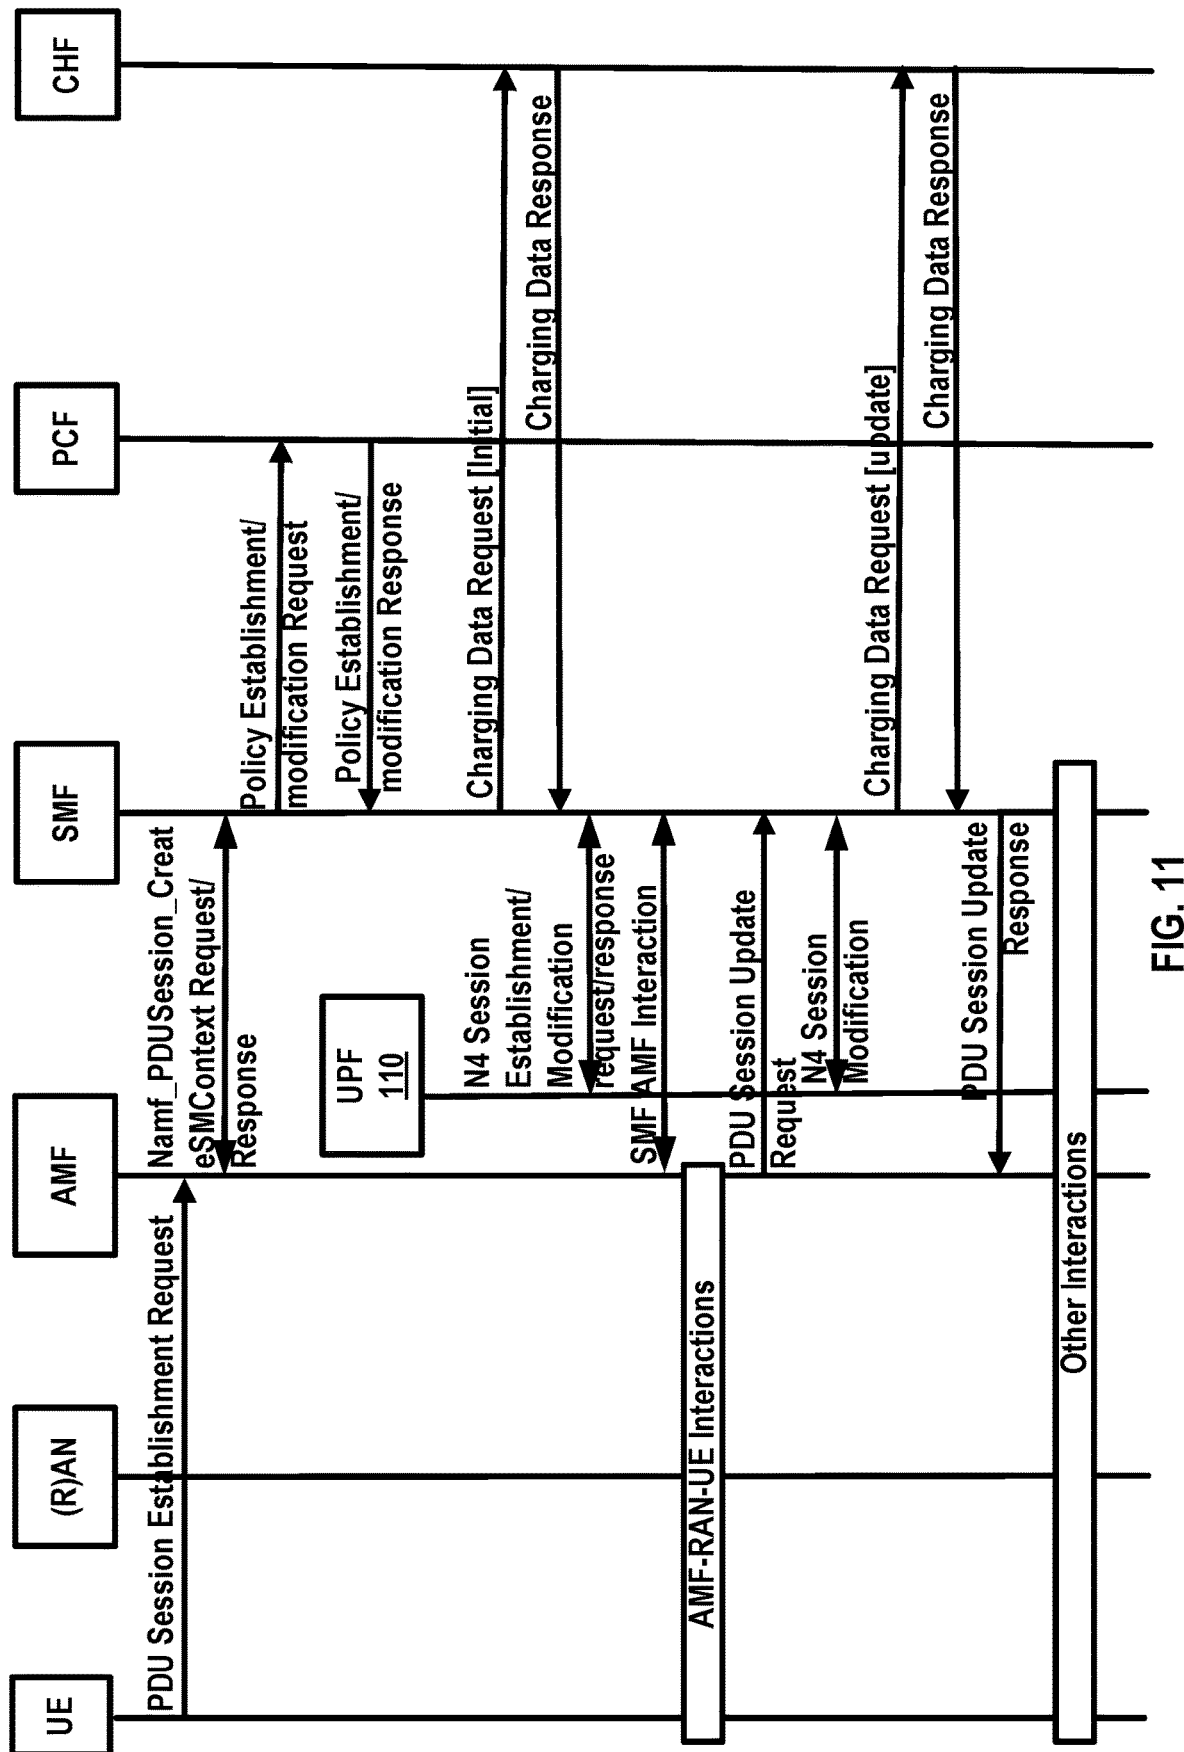 UE
(R)AN
AMF
SMF
PCF
CHF
PDU Session Establishment Request
Namf_PDUSession_Creat
eSMContext Request/
Response
Policy Establishment/
modification Request
UPF
110
Policy Establishment/
modification Response
Charging Data Request [Initial]
Charging Data Response
N4 Session
Establishment/
Modification
request/response
SMF AMF Interaction
AMF-RAN-UE Interactions
PDU Session Update
Request
N4 Session
Modification
Charging Data Request [update]
Charging Data Response
PDU Session Update
Response
Other Interactions
FIG. 11